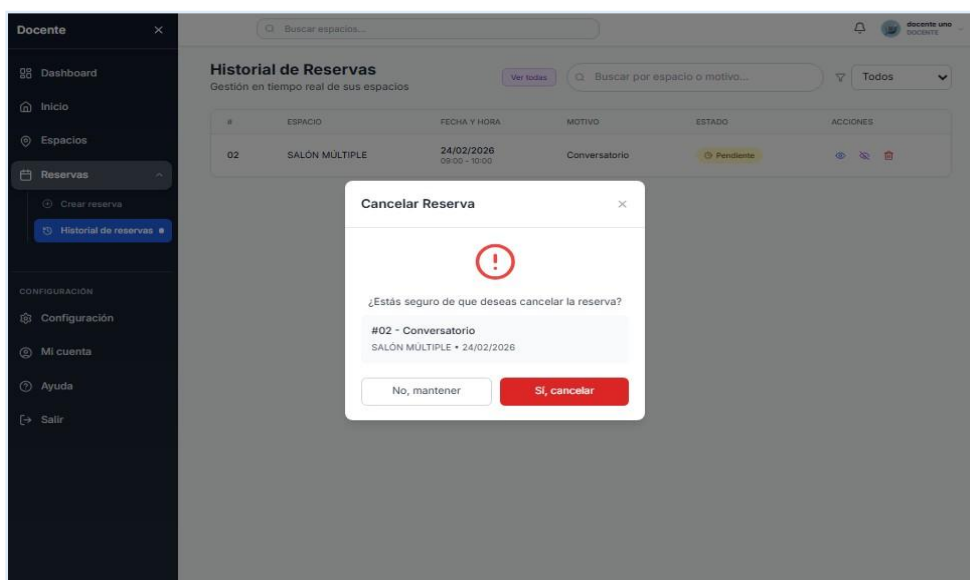 Docente
Buscar espacios...
docente uno
DOCENTE
Dashboard
Inicio
Espacios
Reservas
Crear reserva
Historial de reservas
CONFIGURACIÓN
Configuración
Mi cuenta
Ayuda
Salir
Historial de Reservas
Gestión en tiempo real de sus espacios
Ver todas
Buscar por espacio o motivo...
Todos
# ESPACIO FECHA Y HORA MOTIVO ESTADO ACCIONES
02 SALÓN MÚLTIPLE 24/02/2026 Conversatorio Pendiente
09:00 - 10:00
Cancelar Reserva
¿Estás seguro de que deseas cancelar la reserva?
#02 - Conversatorio
SALÓN MÚLTIPLE • 24/02/2026
No, mantener
Sí, cancelar